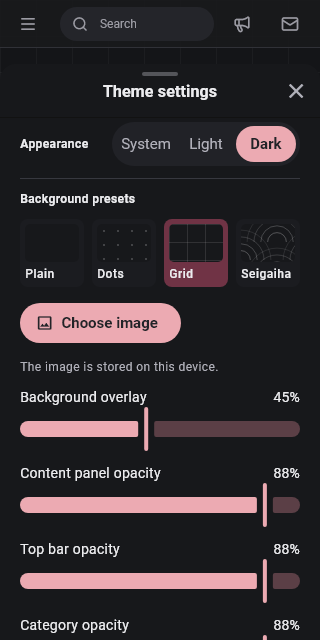 Search
Theme settings
Appearance
System
Light
Dark
Background presets
Plain
Dots
Grid
Seigaiha
Choose image
The image is stored on this device.
Background overlay 45%
Content panel opacity 88%
Top bar opacity 88%
Category opacity 88%